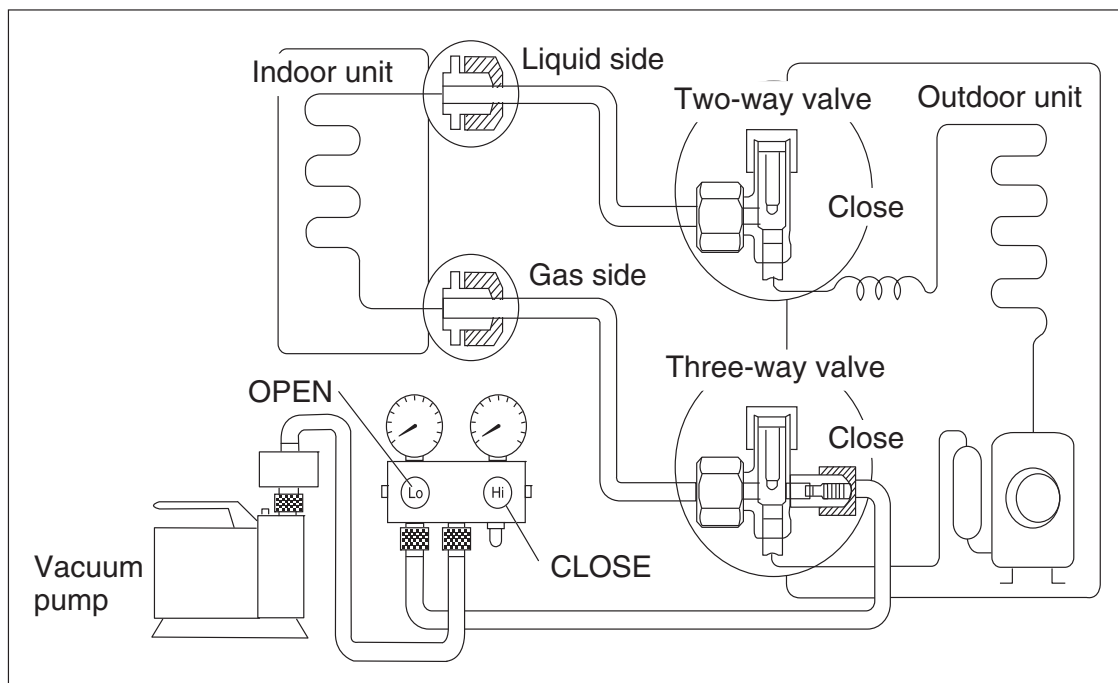 Indoor unit
Liquid side
Two-way valve
Outdoor unit
Close
Gas side
Three-way valve
OPEN
Close
Lo
Hi
CLOSE
Vacuum
pump